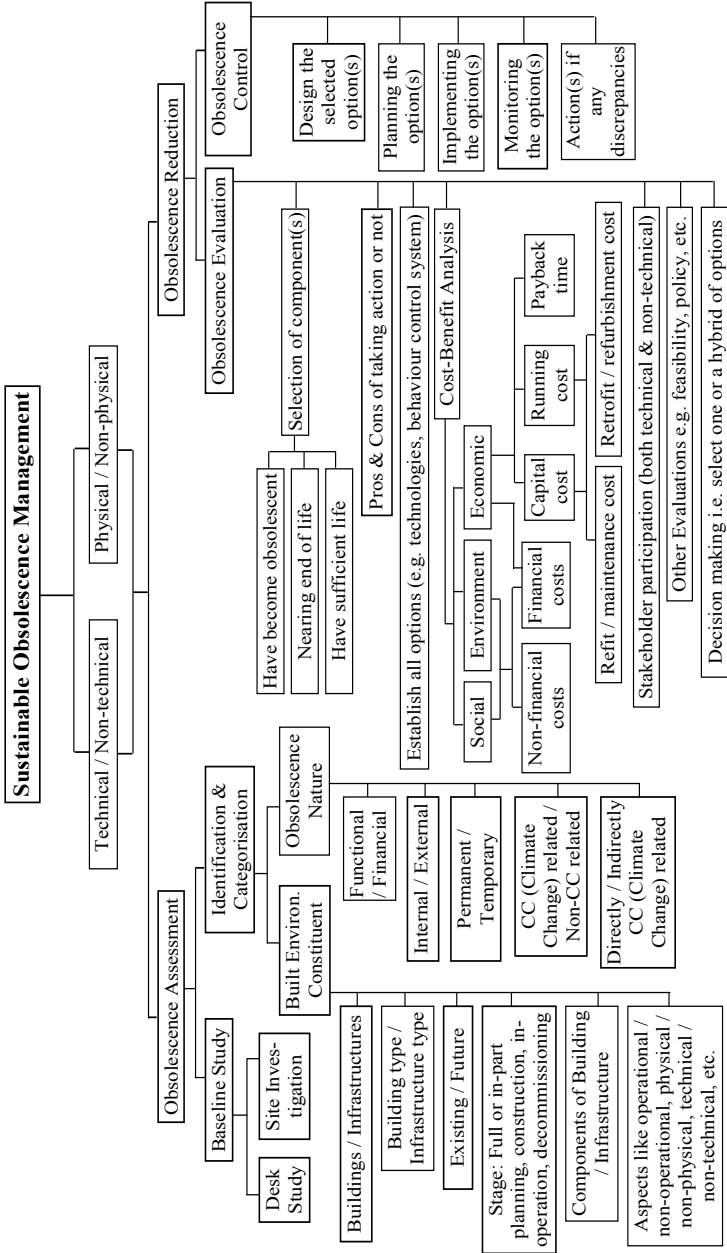 Sustainable Obsolescence Management
Technical / Non-technical
Physical / Non-physical
Obsolescence Assessment
Baseline Study
Desk
Study
Site Inves-
tigation
Identification &
Categorisation
Built Environ.
Constituent
Buildings / Infrastructures
Building type /
Infrastructure type
Existing / Future
Stage: Full or in-part
planning, construction, in-
operation, decommissioning
Components of Building
/ Infrastructure
Aspects like operational /
non-operational, physical /
non-physical, technical /
non-technical, etc.
Obsolescence
Nature
Functional
/ Financial
Internal / External
Permanent /
Temporary
CC (Climate
Change) related /
Non-CC related
Directly / Indirectly
CC (Climate
Change) related
Obsolescence Reduction
Obsolescence Evaluation
Selection of component(s)
Have become obsolescent
Nearing end of life
Have sufficient life
Pros & Cons of taking action or not
Establish all options (e.g. technologies, behaviour control system)
Cost-Benefit Analysis
Social
Environment
Economic
Non-financial
costs
Financial
costs
Capital
cost
Running
cost
Payback
time
Refit / maintenance cost
Retrofit / refurbishment cost
Stakeholder participation (both technical & non-technical)
Other Evaluations e.g. feasibility, policy, etc.
Decision making i.e. select one or a hybrid of options
Obsolescence
Control
Design the
selected
option(s)
Planning the
option(s)
Implementing
the option(s)
Monitoring
the option(s)
Action(s) if
any
discrepancies